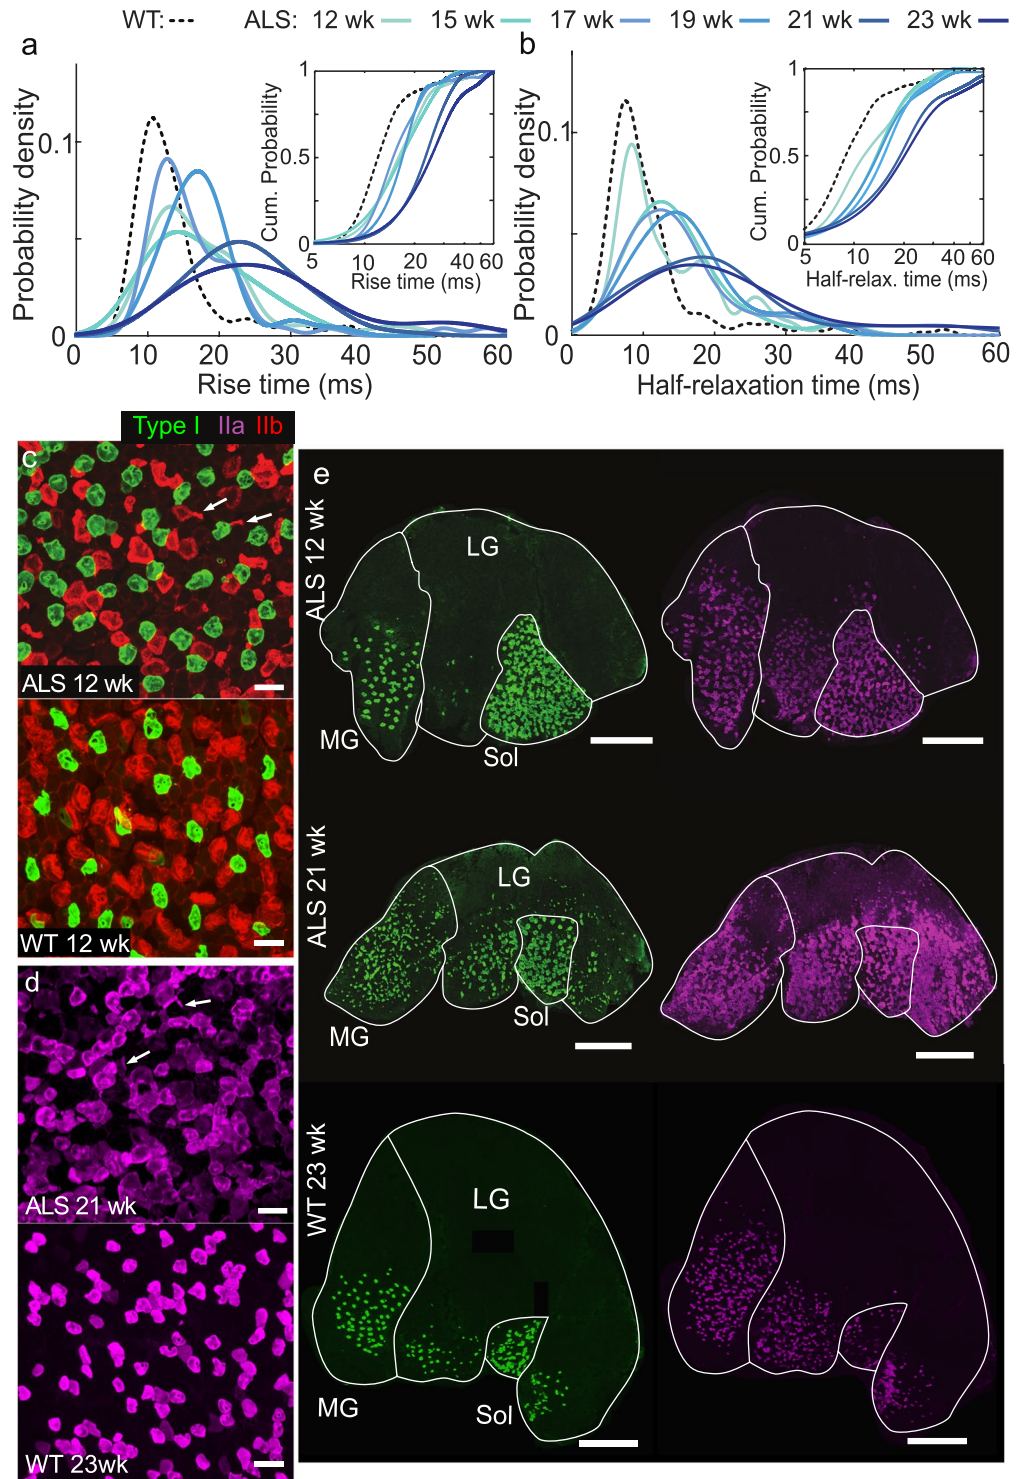 WT: ALS: 12 wk 15 wk 17 wk 19 wk 21 wk 23 wk
a
Probability density
0.1
0
0 10 20 30 40 50 60
Rise time (ms)
Cum. Probability
1
0.5
0
5 10 20 40 60
Rise time (ms)
b
Probability density
0.1
0
0 10 20 30 40 50 60
Half-relaxation time (ms)
Cum. Probability
1
0.5
0
5 10 20 40 60
Half-relax. time (ms)
Type I IIa IIb
c
ALS 12 wk
WT 12 wk
d
ALS 21 wk
WT 23wk
e
ALS 12 wk
LG
MG
Sol
ALS 21 wk
LG
MG
Sol
WT 23 wk
LG
MG
Sol